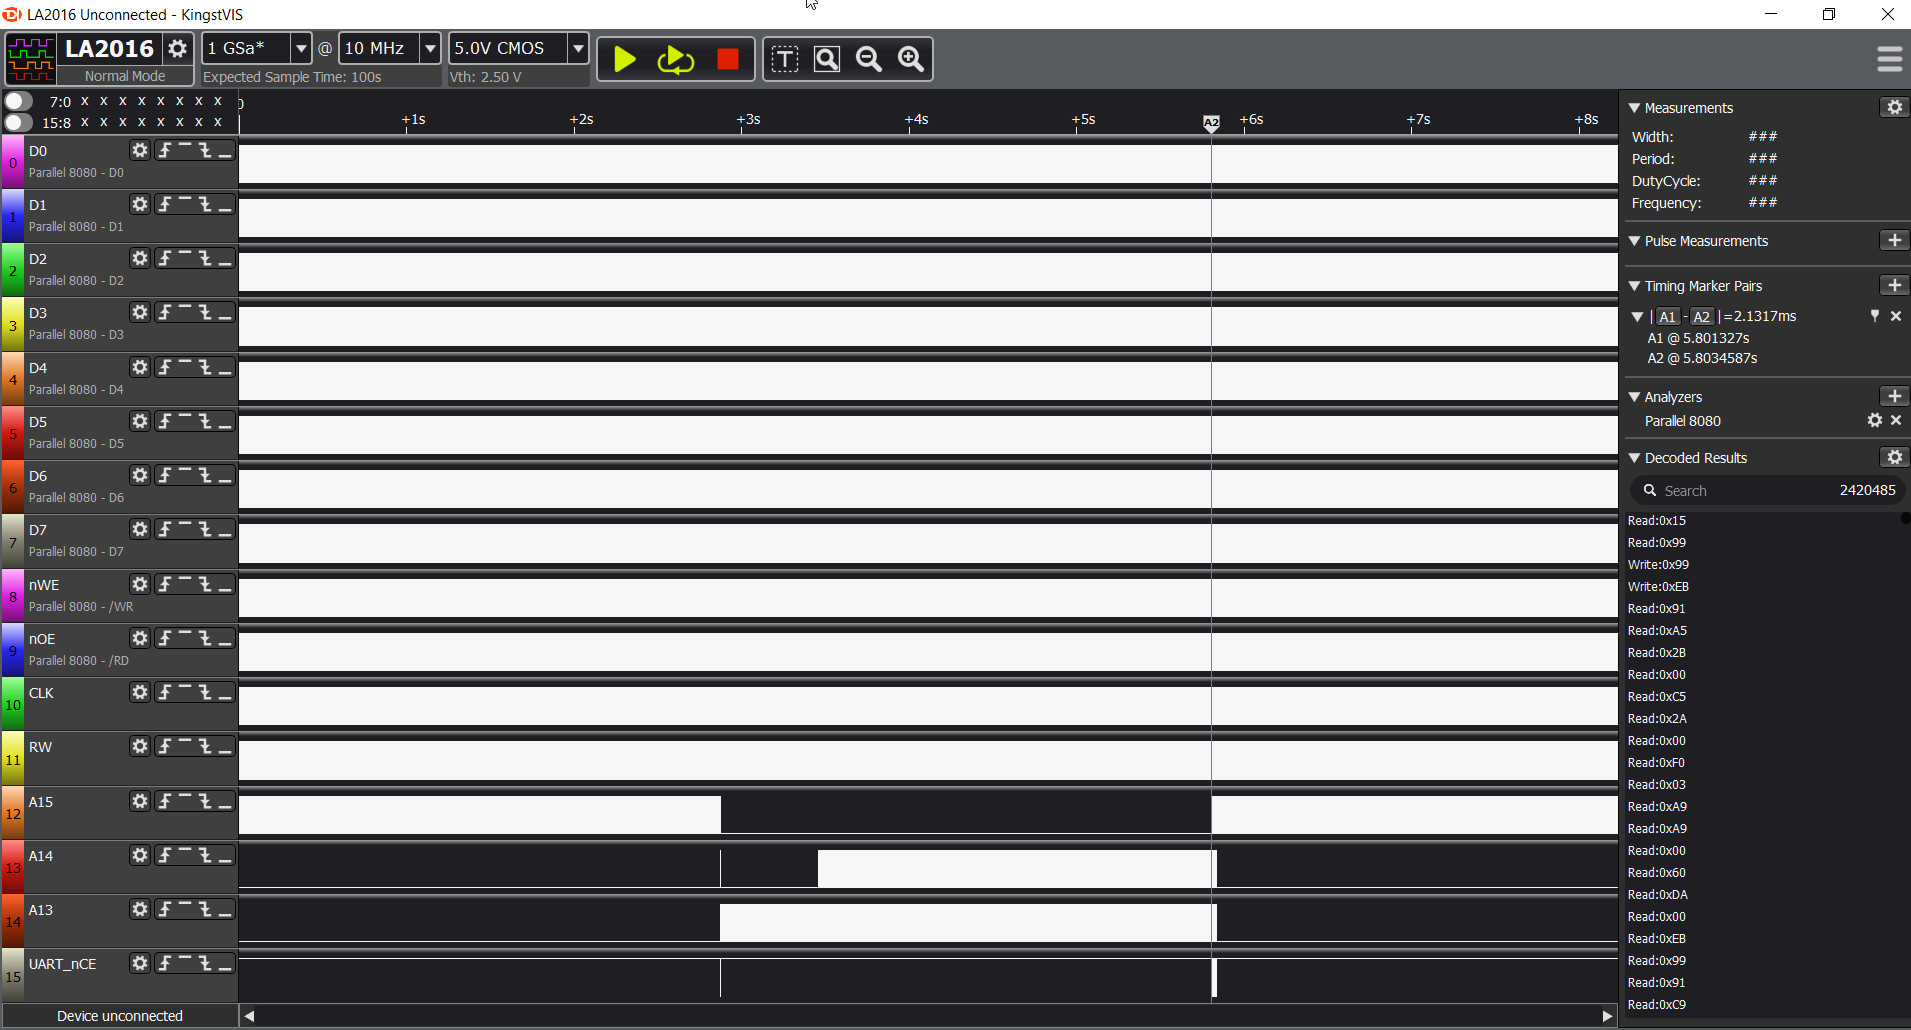 LA2016 Unconnected - KingstVIS
LA2016
Normal Mode
1 GSa*
@
10 MHz
5.0V CMOS
Expected Sample Time: 100s
Vth: 2.50 V
T
7:0 x x x x x x x x
15:8 x x x x x x x x
0
+1s
+2s
+3s
+4s
+5s
A2
+6s
+7s
+8s
0
D0
Parallel 8080 - D0
1
D1
Parallel 8080 - D1
2
D2
Parallel 8080 - D2
3
D3
Parallel 8080 - D3
4
D4
Parallel 8080 - D4
5
D5
Parallel 8080 - D5
6
D6
Parallel 8080 - D6
7
D7
Parallel 8080 - D7
8
nWE
Parallel 8080 - /WR
9
nOE
Parallel 8080 - /RD
10
CLK
11
RW
12
A15
13
A14
14
A13
15
UART_nCE
Device unconnected
Measurements
Width: ###
Period: ###
DutyCycle: ###
Frequency: ###
Pulse Measurements
Timing Marker Pairs
| A1 - A2 |=2.1317ms
A1 @ 5.801327s
A2 @ 5.8034587s
Analyzers
Parallel 8080
Decoded Results
Search
2420485
Read:0x15
Read:0x99
Write:0x99
Write:0xEB
Read:0x91
Read:0xA5
Read:0x2B
Read:0x00
Read:0xC5
Read:0x2A
Read:0x00
Read:0xF0
Read:0x03
Read:0xA9
Read:0xA9
Read:0x00
Read:0x60
Read:0xDA
Read:0x00
Read:0xEB
Read:0x99
Read:0x91
Read:0xC9